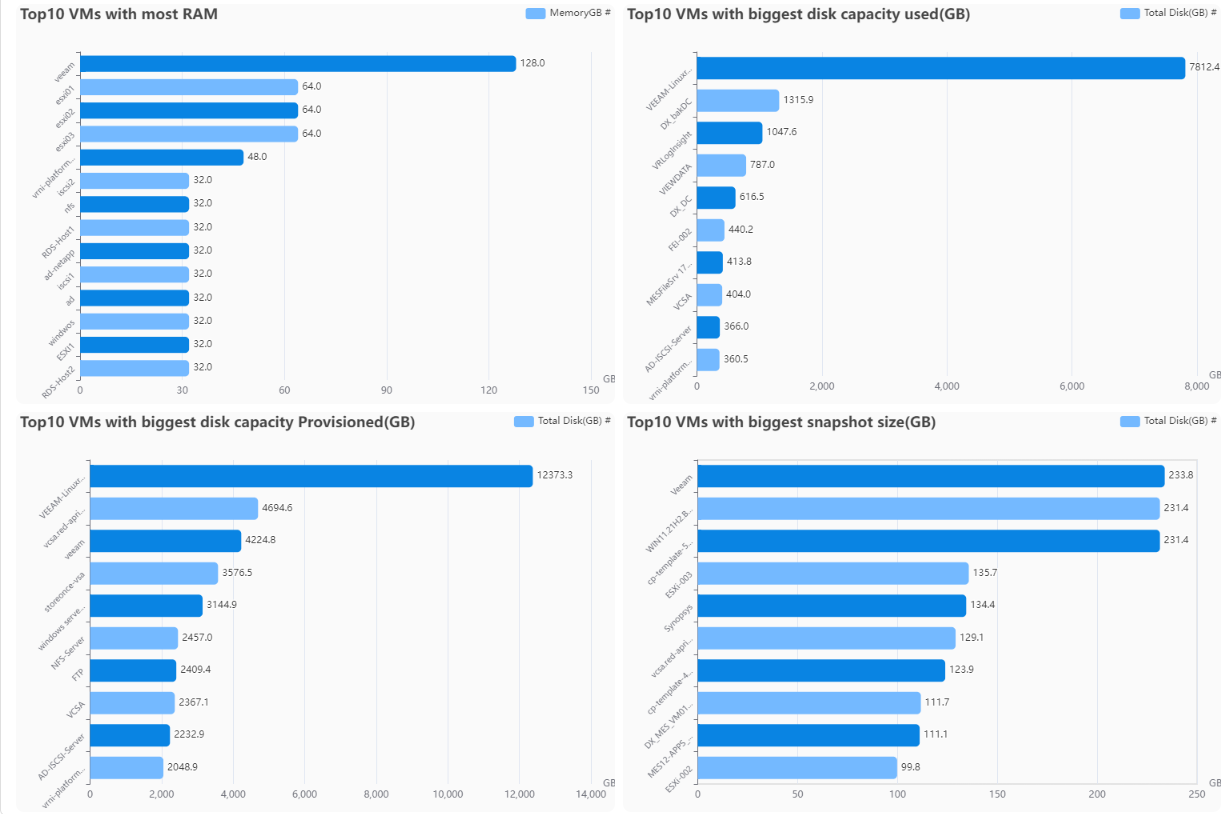 Top10 VMs with most RAM
MemoryGB #
veeam
128.0
esxi01
64.0
esxi02
64.0
esxi03
64.0
vrni-platform...
48.0
iscsi2
32.0
nfs
32.0
RDS-Host1
32.0
ad-netapp
32.0
iscsi1
32.0
ad
32.0
windwos
32.0
ESXI1
32.0
RDS-Host2
32.0
GB
0 30 60 90 120 150
Top10 VMs with biggest disk capacity used(GB)
Total Disk(GB) #
VEEAM-Linuxr...
7812.4
DX_bakDC
1315.9
VRLogInsight
1047.6
VIEWDATA
787.0
DX_DC
616.5
FEI-002
440.2
MESFileSrv 17...
413.8
VCSA
404.0
AD-ISCSI-Server
366.0
vrni-platform...
360.5
GB
0 2,000 4,000 6,000 8,000
Top10 VMs with biggest disk capacity Provisioned(GB)
Total Disk(GB) #
VEEAM-Linuxr...
12373.3
vcsa.red-apri...
4694.6
veeam
4224.8
storeonce-vsa
3576.5
windows serve...
3144.9
NFS-Server
2457.0
FTP
2409.4
VCSA
2367.1
AD-ISCSI-Server
2232.9
vrni-platform...
2048.9
GB
0 2,000 4,000 6,000 8,000 10,000 12,000 14,000
Top10 VMs with biggest snapshot size(GB)
Total Disk(GB) #
Veeam
233.8
WIN11.21H2.B...
231.4
cp-template-5...
231.4
ESXi-003
135.7
Synopsys
134.4
vcsa.red-apri...
129.1
cp-template-4...
123.9
DX_MES_VM01...
111.7
MES12-APPS_...
111.1
ESXi-002
99.8
GB
0 50 100 150 200 250